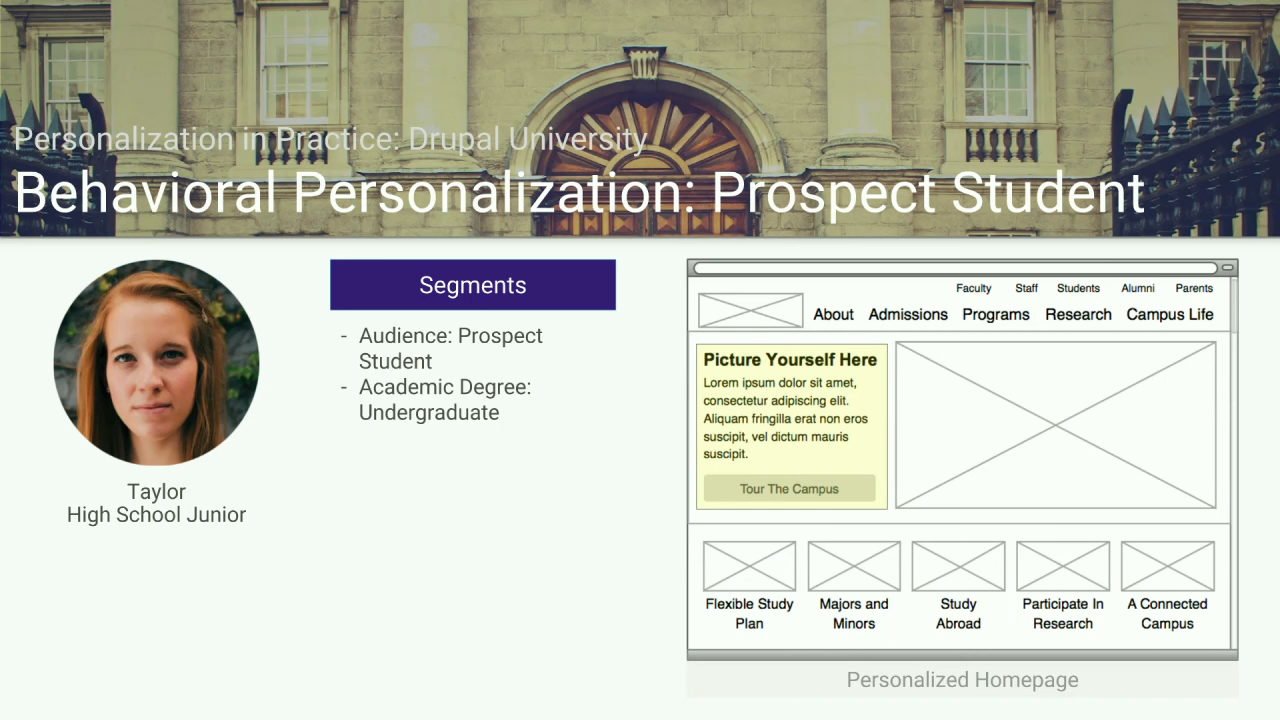 Personalization in Practice: Drupal University
Behavioral Personalization: Prospect Student
Taylor
High School Junior
Segments
- Audience: Prospect
Student
- Academic Degree:
Undergraduate
Faculty Staff Students Alumni Parents
About Admissions Programs Research Campus Life
Picture Yourself Here
Lorem ipsum dolor sit amet,
consectetur adipiscing elit.
Aliquam fringilla erat non eros
suscipit, vel dictum mauris
suscipit.
Tour The Campus
Flexible Study
Plan
Majors and
Minors
Study
Abroad
Participate In
Research
A Connected
Campus
Personalized Homepage